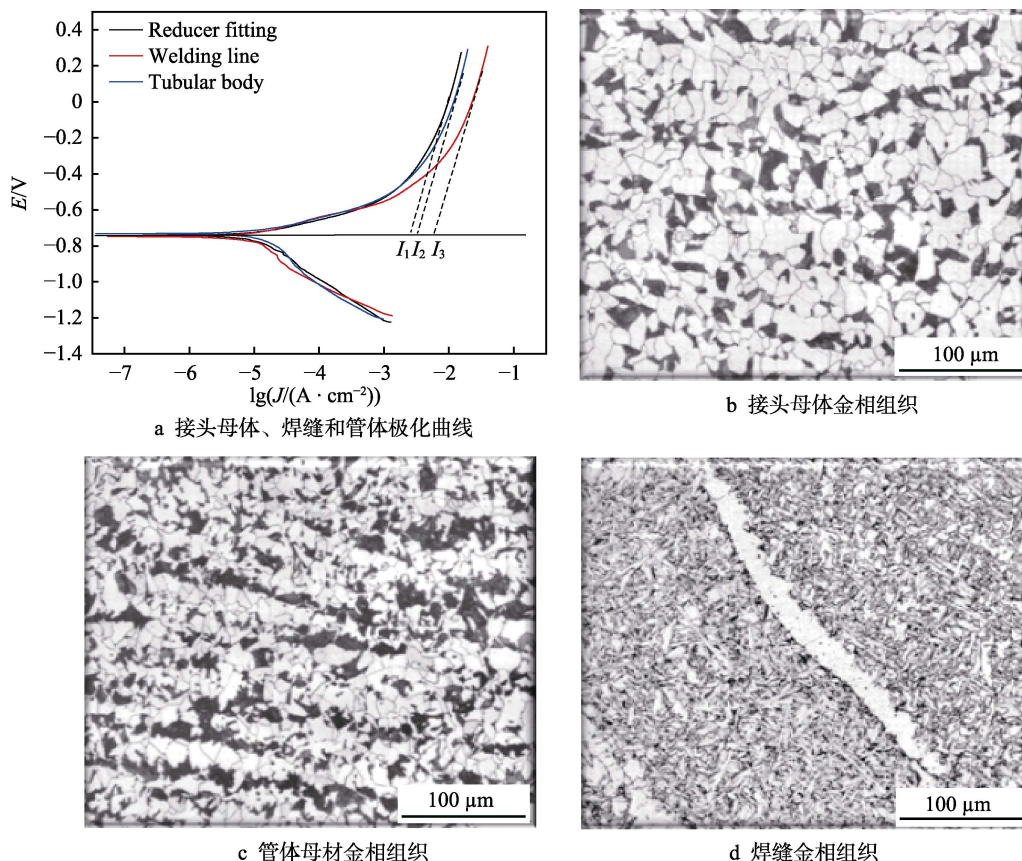 0.4
0.2
0
−0.2
−0.4
−0.6
−0.8
−1.0
−1.2
−1.4
E/V
Reducer fitting
Welding line
Tubular body
I₁ I₂ I₃
−7 −6 −5 −4 −3 −2 −1
lg(J/(A · cm⁻²))
a 接头母体、焊缝和管体极化曲线
100 μm
b 接头母体金相组织
100 μm
c 管体母材金相组织
100 μm
d 焊缝金相组织